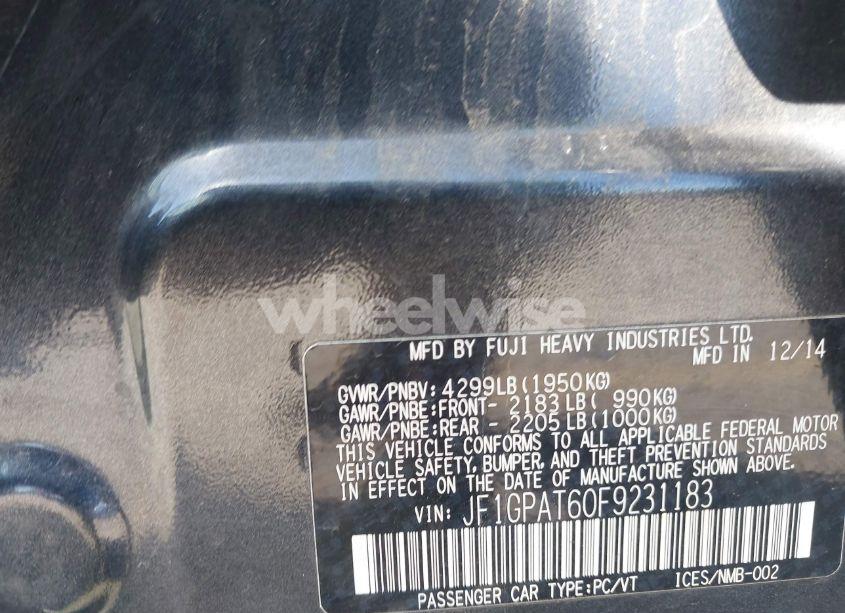 wheelwise
MFD BY FUJI HEAVY INDUSTRIES LTD.
MFD IN 12/14
GVWR/PNBV: 4299LB(1950KG)
GAWR/PNBE:FRONT- 2183LB( 990KG)
GAWR/PNBE:REAR - 2205LB(1000KG)
THIS VEHICLE CONFORMS TO ALL APPLICABLE FEDERAL MOTOR
VEHICLE SAFETY, BUMPER, AND THEFT PREVENTION STANDARDS
IN EFFECT ON THE DATE OF MANUFACTURE SHOWN ABOVE.
VIN: JF1GPAT60F9231183
PASSENGER CAR TYPE:PC/VT ICES/NMB-002